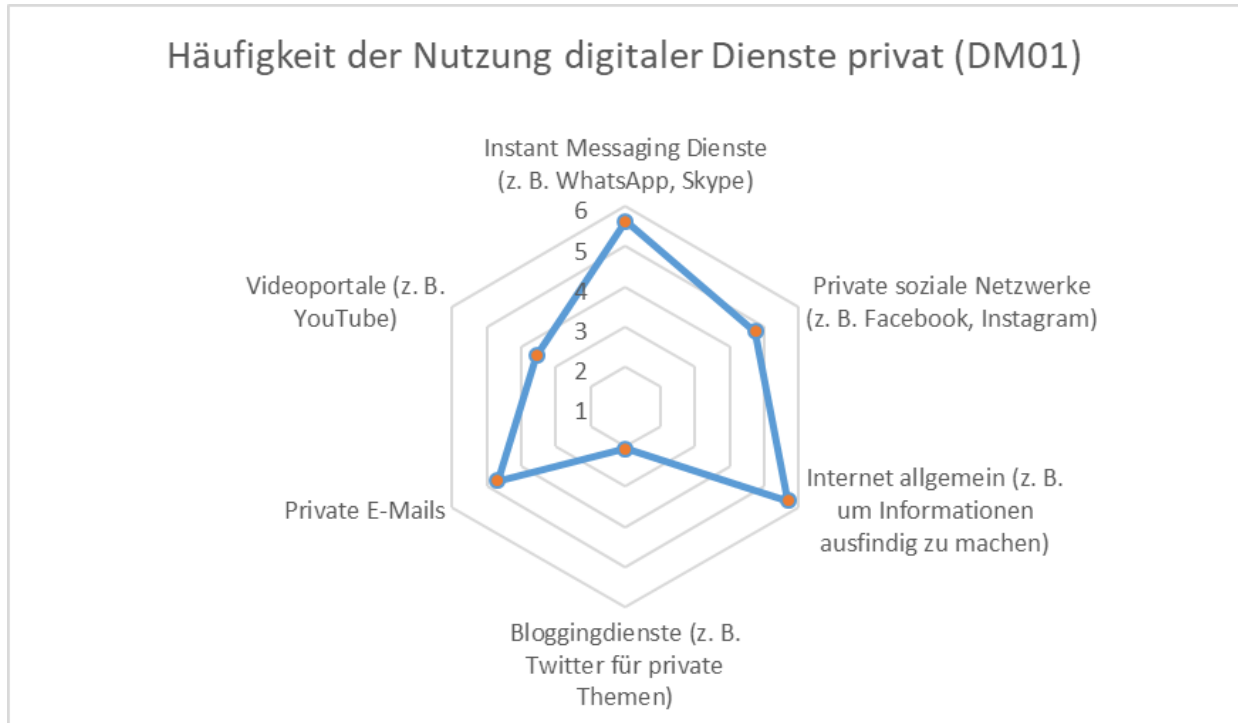 Häufigkeit der Nutzung digitaler Dienste privat (DM01)
Instant Messaging Dienste
(z. B. WhatsApp, Skype)
6
5
4
3
2
1
Private soziale Netzwerke
(z. B. Facebook, Instagram)
Internet allgemein (z. B.
um Informationen
ausfindig zu machen)
Bloggingdienste (z. B.
Twitter für private
Themen)
Private E-Mails
Videoportale (z. B.
YouTube)